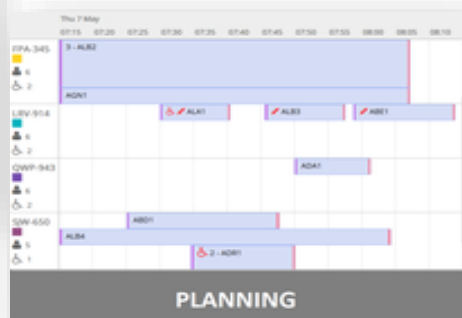 Thu 7 May
07:15 07:20 07:25 07:30 07:35 07:40 07:45 07:50 07:55 08:00 08:05 08:10
FPA-345
3 - ALB2
6
2
AGN1
LRV-914
ALA1 ALB3 ABE1
6
2
QWP-943
ADA1
6
2
SJW-650
ABD1
ALB4
5
2 - ADR1
1
PLANNING